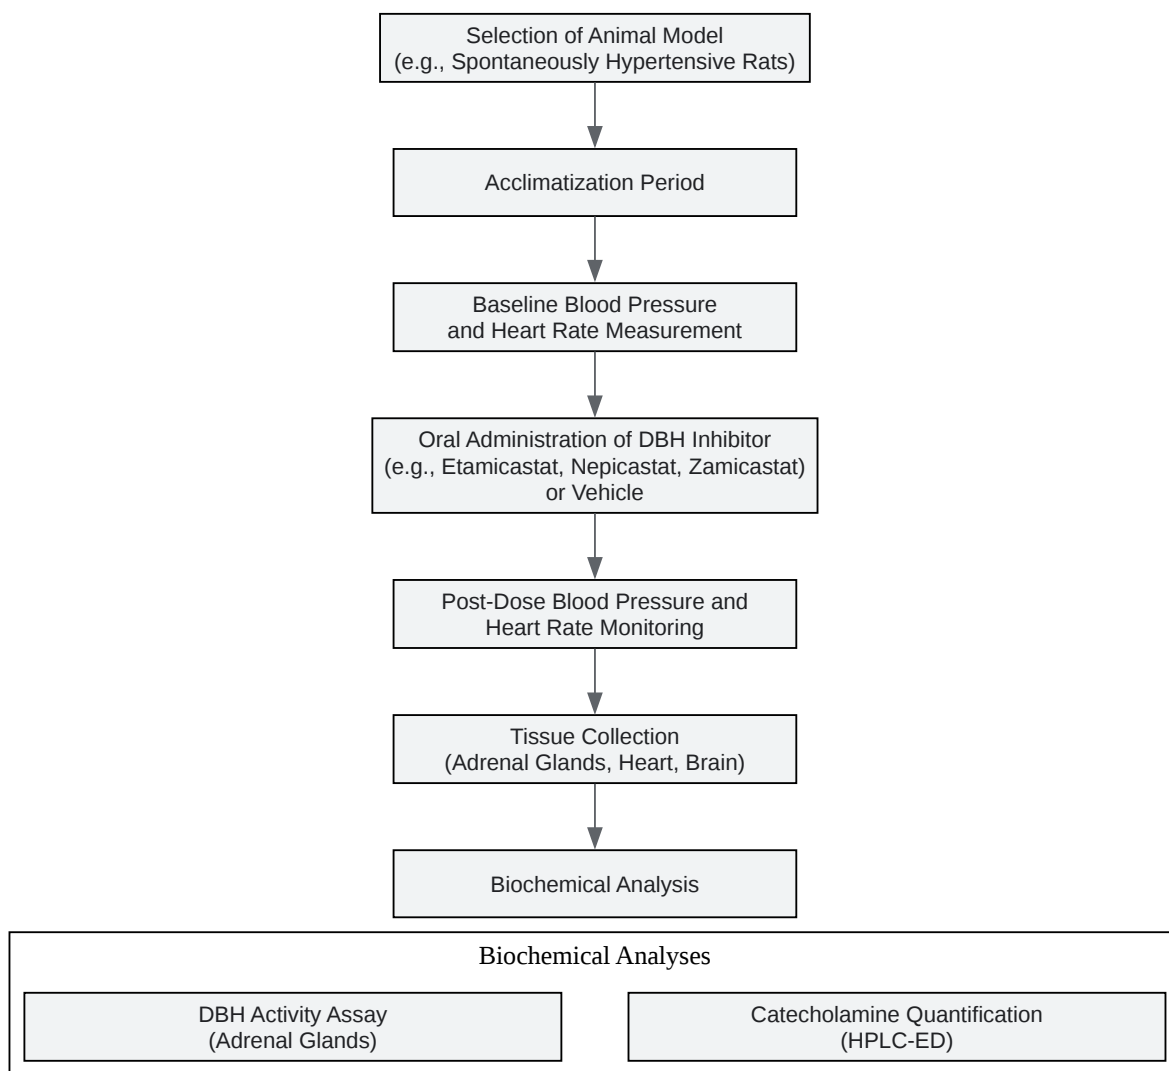 Selection of Animal Model
(e.g., Spontaneously Hypertensive Rats)
Acclimatization Period
Baseline Blood Pressure
and Heart Rate Measurement
Oral Administration of DBH Inhibitor
(e.g., Etamicastat, Nepicastat, Zamicastat)
or Vehicle
Post-Dose Blood Pressure and
Heart Rate Monitoring
Tissue Collection
(Adrenal Glands, Heart, Brain)
Biochemical Analysis
Biochemical Analyses
DBH Activity Assay
(Adrenal Glands)
Catecholamine Quantification
(HPLC-ED)